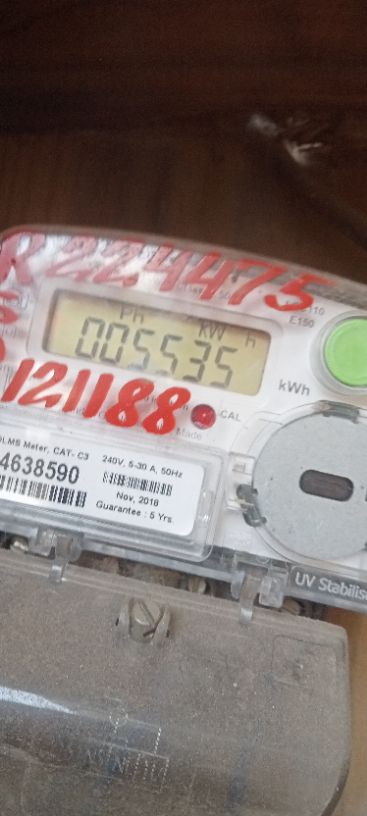 R224475
E110
E150
Ph KW h
005535
kWh
121188
CAL
Made
DLMS Meter, CAT- C3
240V, 5-30 A, 50Hz
4638590
Nov, 2018
Guarantee : 5 Yrs.
UV Stabilis